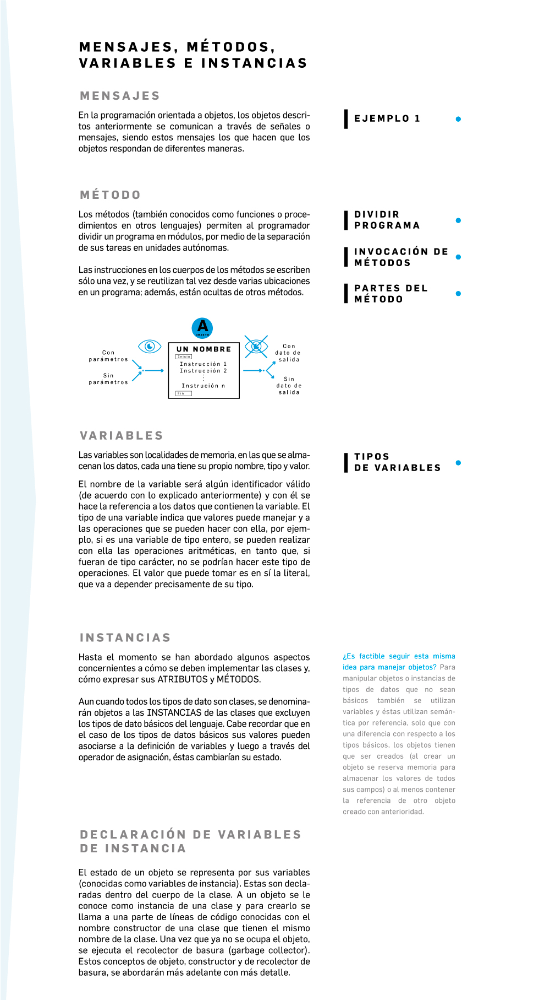 MENSAJES, MÉTODOS,
VARIABLES E INSTANCIAS
MENSAJES
En la programación orientada a objetos, los objetos descri-
tos anteriormente se comunican a través de señales o
mensajes, siendo estos mensajes los que hacen que los
objetos respondan de diferentes maneras.
EJEMPLO 1
MÉTODO
Los métodos (también conocidos como funciones o proce-
dimientos en otros lenguajes) permiten al programador
dividir un programa en módulos, por medio de la separación
de sus tareas en unidades autónomas.
Las instrucciones en los cuerpos de los métodos se escriben
sólo una vez, y se reutilizan tal vez desde varias ubicaciones
en un programa; además, están ocultas de otros métodos.
DIVIDIR
PROGRAMA
INVOCACIÓN DE
MÉTODOS
PARTES DEL
MÉTODO
A
OBJETO
Con
parámetros
Sin
parámetros
UN NOMBRE
Inicio
Instrucción 1
Instrucción 2
⋮
Instrución n
Fin
Con
dato de
salida
Sin
dato de
salida
VARIABLES
Las variables son localidades de memoria, en las que se alma-
cenan los datos, cada una tiene su propio nombre, tipo y valor.
El nombre de la variable será algún identificador válido
(de acuerdo con lo explicado anteriormente) y con él se
hace la referencia a los datos que contienen la variable. El
tipo de una variable indica que valores puede manejar y a
las operaciones que se pueden hacer con ella, por ejem-
plo, si es una variable de tipo entero, se pueden realizar
con ella las operaciones aritméticas, en tanto que, si
fueran de tipo carácter, no se podrían hacer este tipo de
operaciones. El valor que puede tomar es en sí la literal,
que va a depender precisamente de su tipo.
TIPOS
DE VARIABLES
INSTANCIAS
Hasta el momento se han abordado algunos aspectos
concernientes a cómo se deben implementar las clases y,
cómo expresar sus ATRIBUTOS y MÉTODOS.
Aun cuando todos los tipos de dato son clases, se denomina-
rán objetos a las INSTANCIAS de las clases que excluyen
los tipos de dato básicos del lenguaje. Cabe recordar que en
el caso de los tipos de datos básicos sus valores pueden
asociarse a la definición de variables y luego a través del
operador de asignación, éstas cambiarían su estado.
¿Es factible seguir esta misma
idea para manejar objetos? Para
manipular objetos o instancias de
tipos de datos que no sean
básicos también se utilizan
variables y éstas utilizan semán-
tica por referencia, solo que con
una diferencia con respecto a los
tipos básicos, los objetos tienen
que ser creados (al crear un
objeto se reserva memoria para
almacenar los valores de todos
sus campos) o al menos contener
la referencia de otro objeto
creado con anterioridad.
DECLARACIÓN DE VARIABLES
DE INSTANCIA
El estado de un objeto se representa por sus variables
(conocidas como variables de instancia). Estas son decla-
radas dentro del cuerpo de la clase. A un objeto se le
conoce como instancia de una clase y para crearlo se
llama a una parte de líneas de código conocidas con el
nombre constructor de una clase que tienen el mismo
nombre de la clase. Una vez que ya no se ocupa el objeto,
se ejecuta el recolector de basura (garbage collector).
Estos conceptos de objeto, constructor y de recolector de
basura, se abordarán más adelante con más detalle.